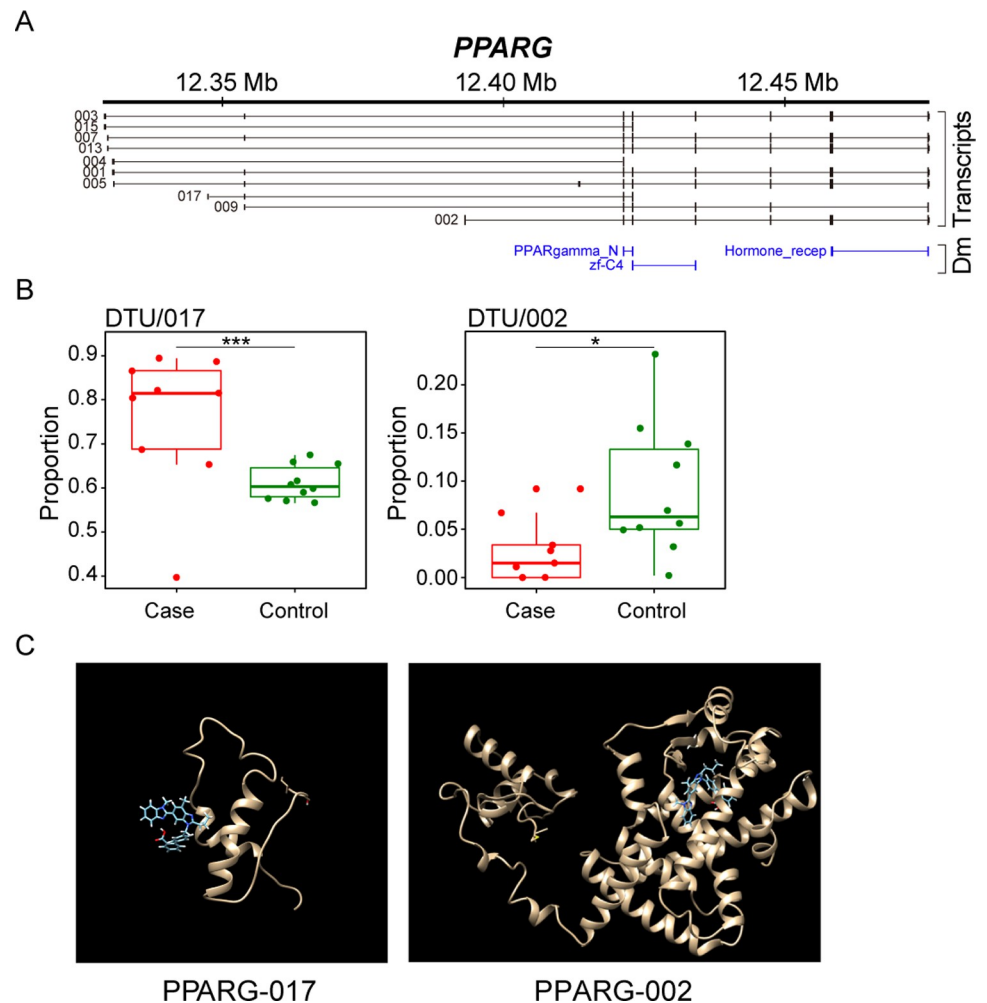 A
PPARG
12.35 Mb 12.40 Mb 12.45 Mb
003
015
007
013
004
001
005
017
009
002
Transcripts
PPARgamma_N
zf-C4
Hormone_recep
Dm
B
DTU/017
***
Proportion
0.9
0.8
0.7
0.6
0.5
0.4
Case Control
DTU/002
*
Proportion
0.20
0.15
0.10
0.05
0.00
Case Control
C
PPARG-017
PPARG-002